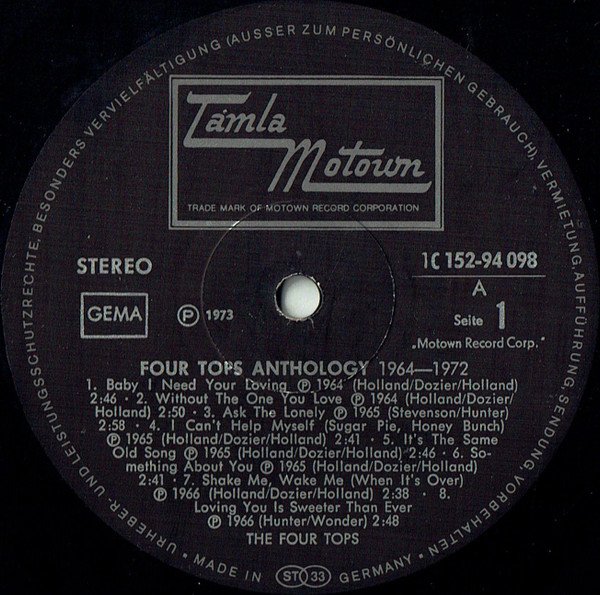 URHEBER- UND LEISTUNGSSCHUTZRECHTE, BESONDERS VERVIELFÄLTIGUNG (AUSSER ZUM PERSÖNLICHEN GEBRAUCH), VERMIETUNG, AUFFÜHRUNG, SENDUNG VORBEHALTEN •
Tamla
Motown
TRADE MARK OF MOTOWN RECORD CORPORATION
STEREO
1C 152-94 098
GEMA
Ⓟ 1973
A
Seite 1
„Motown Record Corp.“
FOUR TOPS ANTHOLOGY 1964—1972
1. Baby I Need Your Loving Ⓟ 1964 (Holland/Dozier/Holland)
2:46 · 2. Without The One You Love Ⓟ 1964 (Holland/Dozier/
Holland) 2:50 · 3. Ask The Lonely Ⓟ 1965 (Stevenson/Hunter)
2:58 · 4. I Can't Help Myself (Sugar Pie, Honey Bunch)
Ⓟ 1965 (Holland/Dozier/Holland) 2:41 · 5. It's The Same
Old Song Ⓟ 1965 (Holland/Dozier/Holland) 2:46 · 6. So-
mething About You Ⓟ 1965 (Holland/Dozier/Holland)
2:41 · 7. Shake Me, Wake Me (When It's Over)
Ⓟ 1966 (Holland/Dozier/Holland) 2:38 · 8.
Loving You Is Sweeter Than Ever
Ⓟ 1966 (Hunter/Wonder) 2:48
THE FOUR TOPS
MADE IN ST 33 GERMANY •